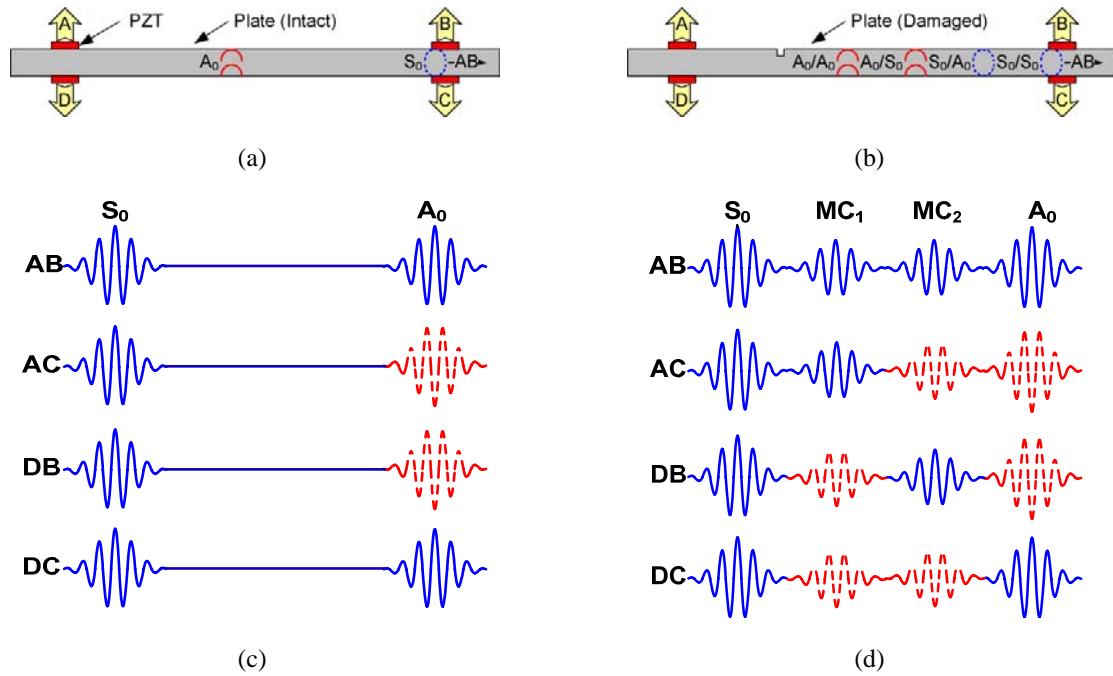 A PZT Plate (Intact) B
A₀ S₀ -AB
D C
(a)
A Plate (Damaged) B
A₀/A₀ A₀/S₀ S₀/A₀ S₀/S₀ -AB
D C
(b)
S₀ A₀
AB
AC
DB
DC
(c)
S₀ MC₁ MC₂ A₀
AB
AC
DB
DC
(d)